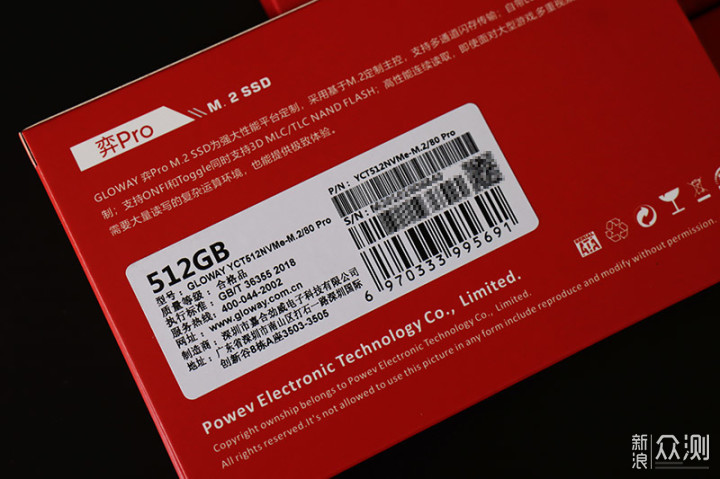 弈Pro
M.2 SSD
GLOWAY 弈Pro M.2 SSD为强大性能平台定制，采用基于M.2定制主控，支持多通道闪存传输；自带
制；支持ONFI和Toggle同时支持3D MLC/TLC NAND FLASH；高性能连续读取，即使面对大型游戏,多重视
需要大量读写的复杂运算环境，也能提供极致体验。
512GB
P/N: YCT512NVMe-M.2/80 Pro
S/N:
型号: GLOWAY YCT512NVMe-M.2/80 Pro
质量等级: 合格品
执行标准: GB/T 36355 2018
服务热线: 400-044-2002
网址: www.gloway.com.cn
制造商: 深圳市嘉合劲威电子科技有限公司
地址: 广东省深圳市南山区打石一路深圳国际
创新谷8栋A座3503-3505
6 970333 995691
Powev Electronic Technology Co., Limited.
Copyright ownship belongs to Powev Electronic Technology Co., Limited.
All rights reserved.It's not allowed to use this picture in any form include reproduce and modify without permission.
新浪众测